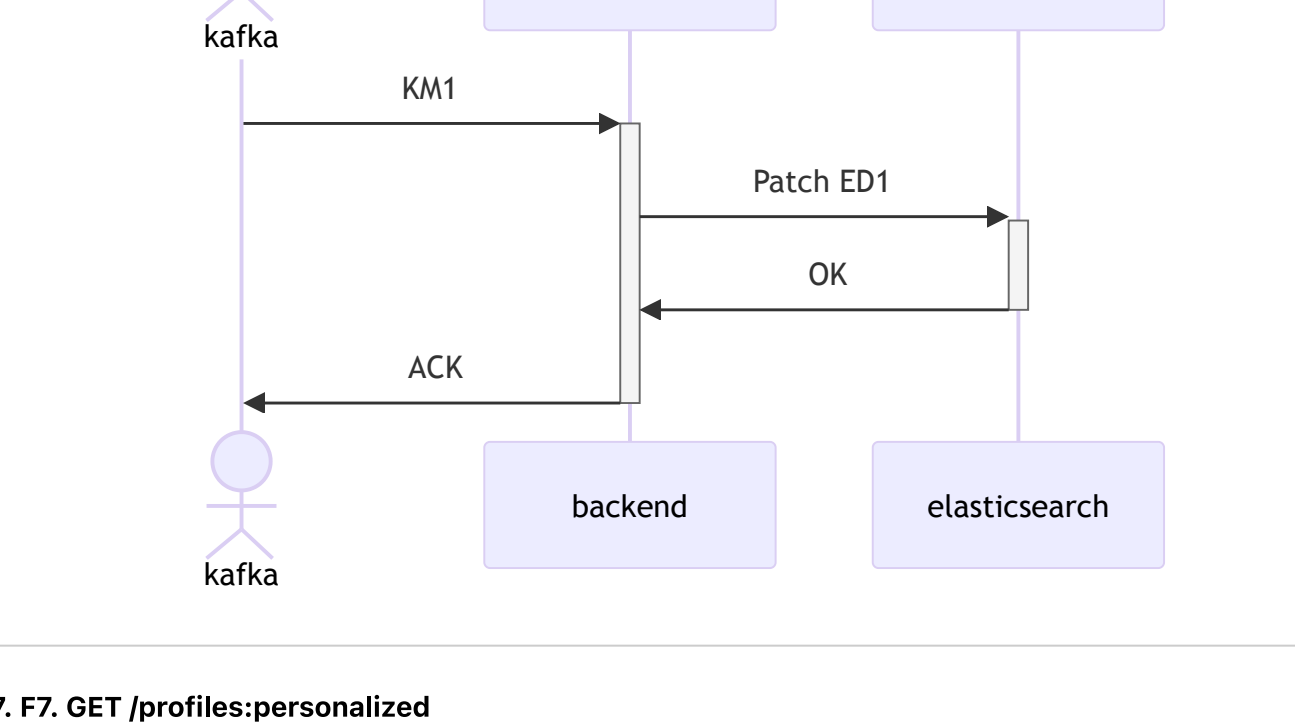 kafka
KM1
Patch ED1
OK
ACK
backend
elasticsearch
kafka
7. F7. GET /profiles:personalized